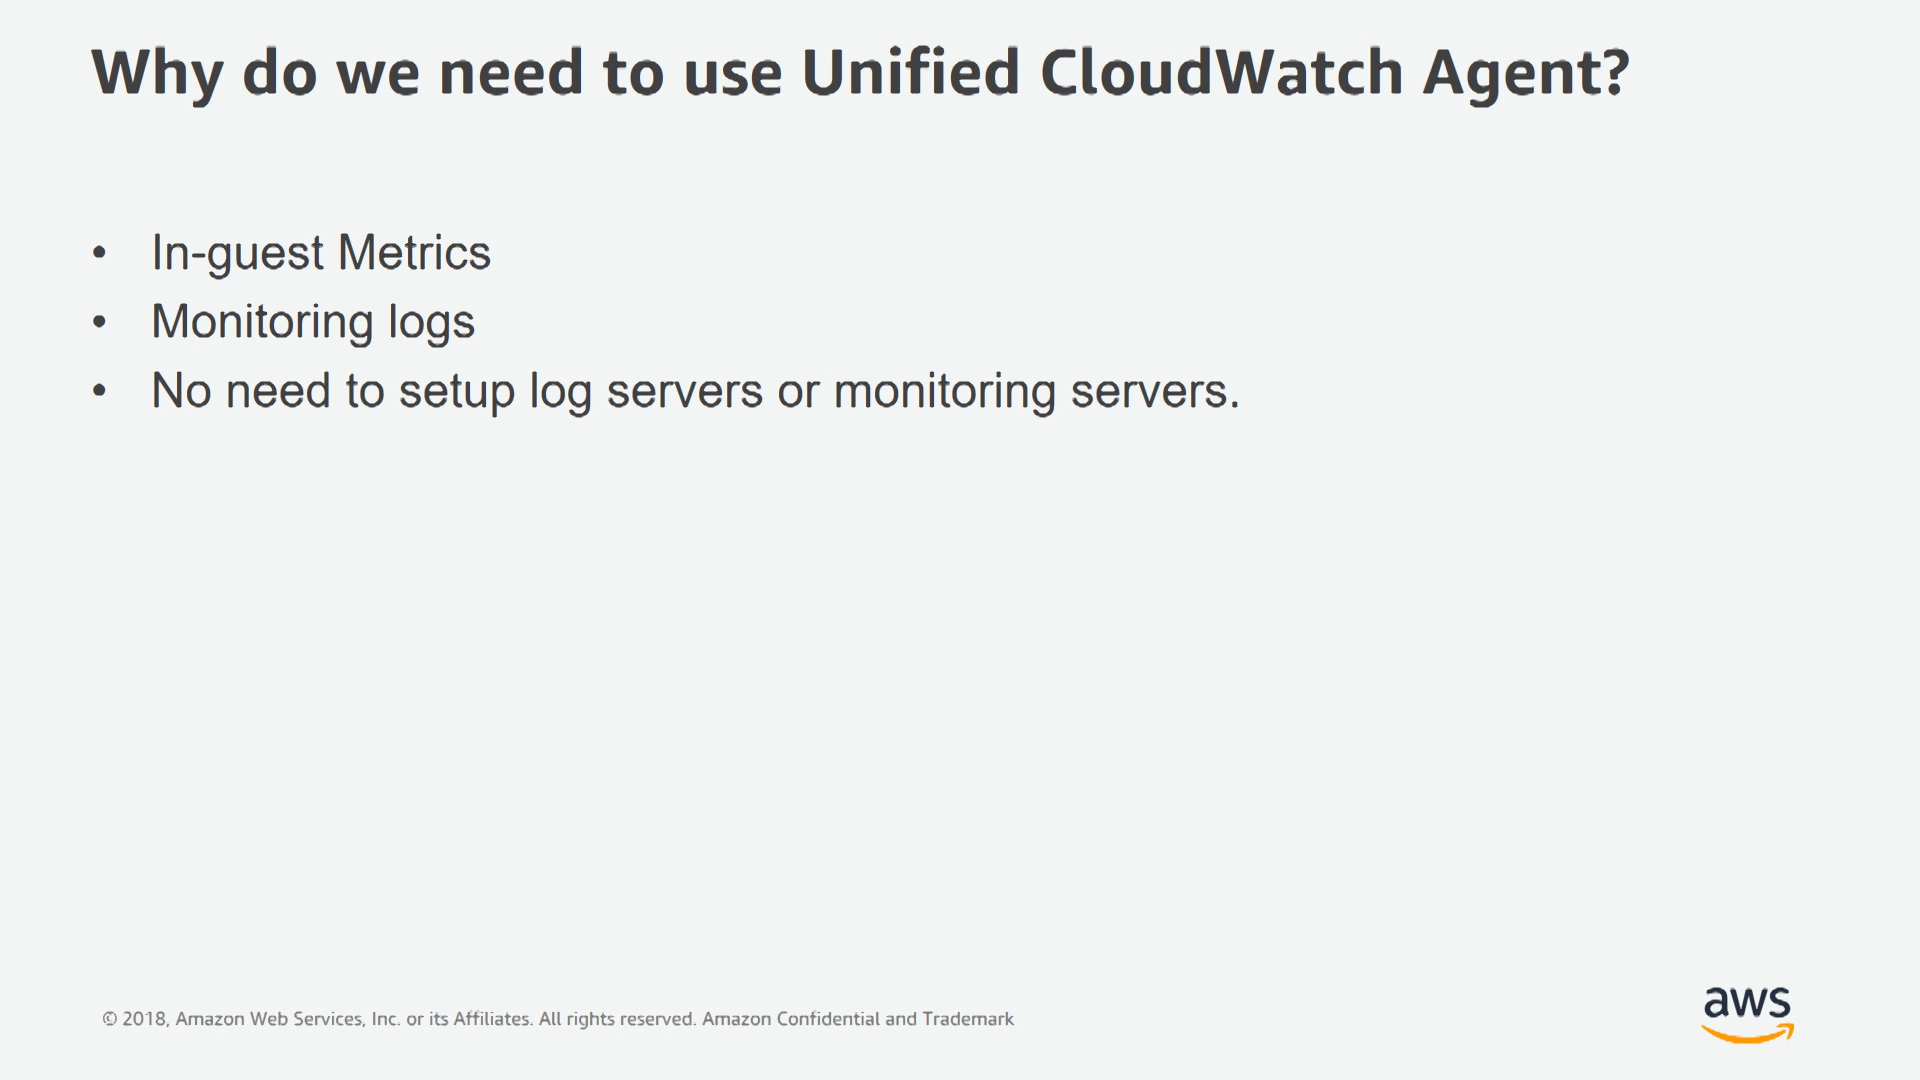 Why do we need to use Unified CloudWatch Agent?
• In-guest Metrics
• Monitoring logs
• No need to setup log servers or monitoring servers.
© 2018, Amazon Web Services, Inc. or its Affiliates. All rights reserved. Amazon Confidential and Trademark
aws